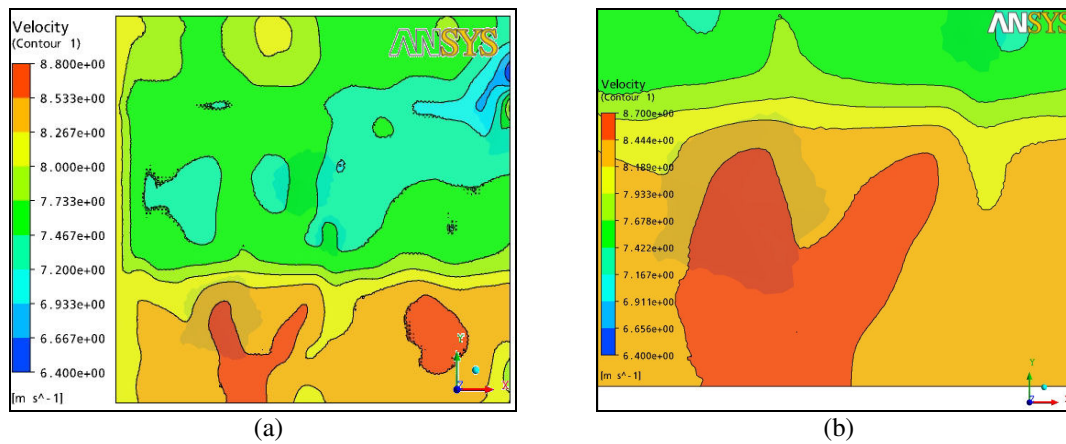 Velocity
(Contour 1)
8.800e+00
8.533e+00
8.267e+00
8.000e+00
7.733e+00
7.467e+00
7.200e+00
6.933e+00
6.667e+00
6.400e+00
[m s^-1]
ANSYS
Y
X
Z
(a)
ANSYS
Velocity
(Contour 1)
8.700e+00
8.444e+00
8.189e+00
7.933e+00
7.678e+00
7.422e+00
7.167e+00
6.911e+00
6.656e+00
6.400e+00
[m s^-1]
Y
X
Z
(b)